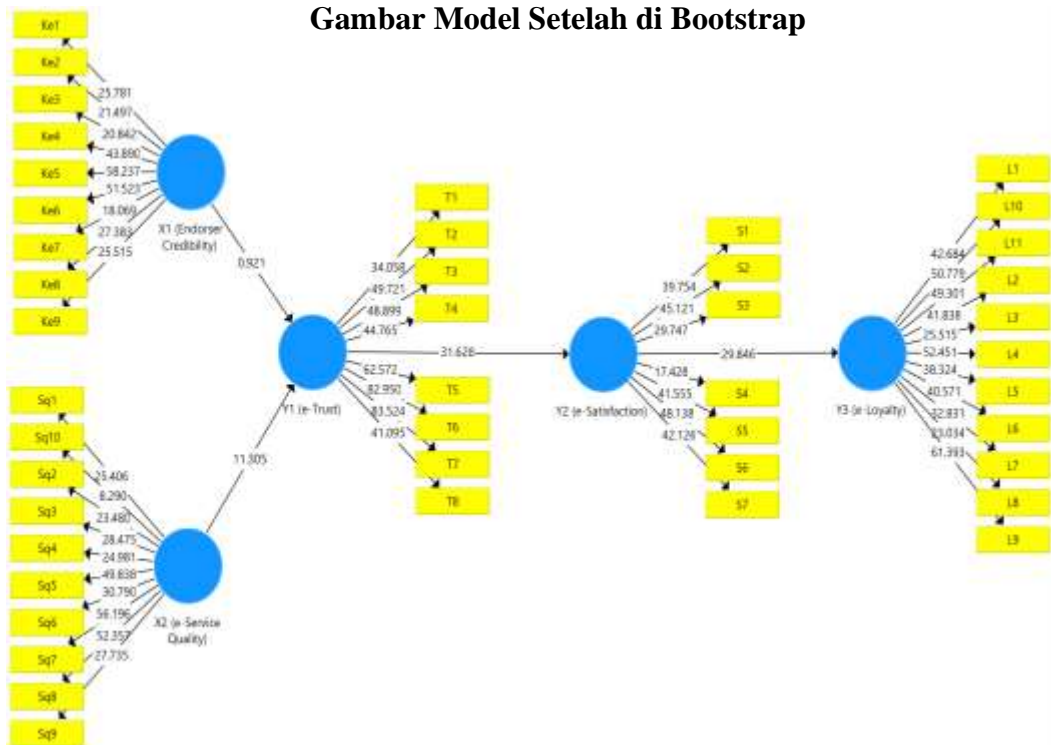 Gambar Model Setelah di Bootstrap
Ke1
Ke2
Ke3
Ke4
Ke5
Ke6
Ke7
Ke8
Ke9
25.781
21.497
20.842
43.890
58.237
51.523
18.069
27.383
25.515
X1 (Endorser
Credibility)
0.921
Sq1
Sq10
Sq2
Sq3
Sq4
Sq5
Sq6
Sq7
Sq8
Sq9
25.406
8.290
23.480
28.475
24.981
49.838
30.790
56.196
52.357
27.735
X2 (e-Service
Quality)
11.305
T1
T2
T3
T4
34.058
49.721
48.899
44.765
Y1 (e-Trust)
62.572
82.950
83.524
41.095
T5
T6
T7
T8
31.628
S1
S2
S3
39.754
45.121
29.747
Y2 (e-Satisfaction)
17.428
41.555
48.138
42.126
S4
S5
S6
S7
29.846
L1
L10
L11
L2
L3
L4
L5
L6
L7
L8
L9
42.684
50.779
49.301
41.838
25.515
52.451
38.324
40.571
61.393
Y3 (e-Loyalty)